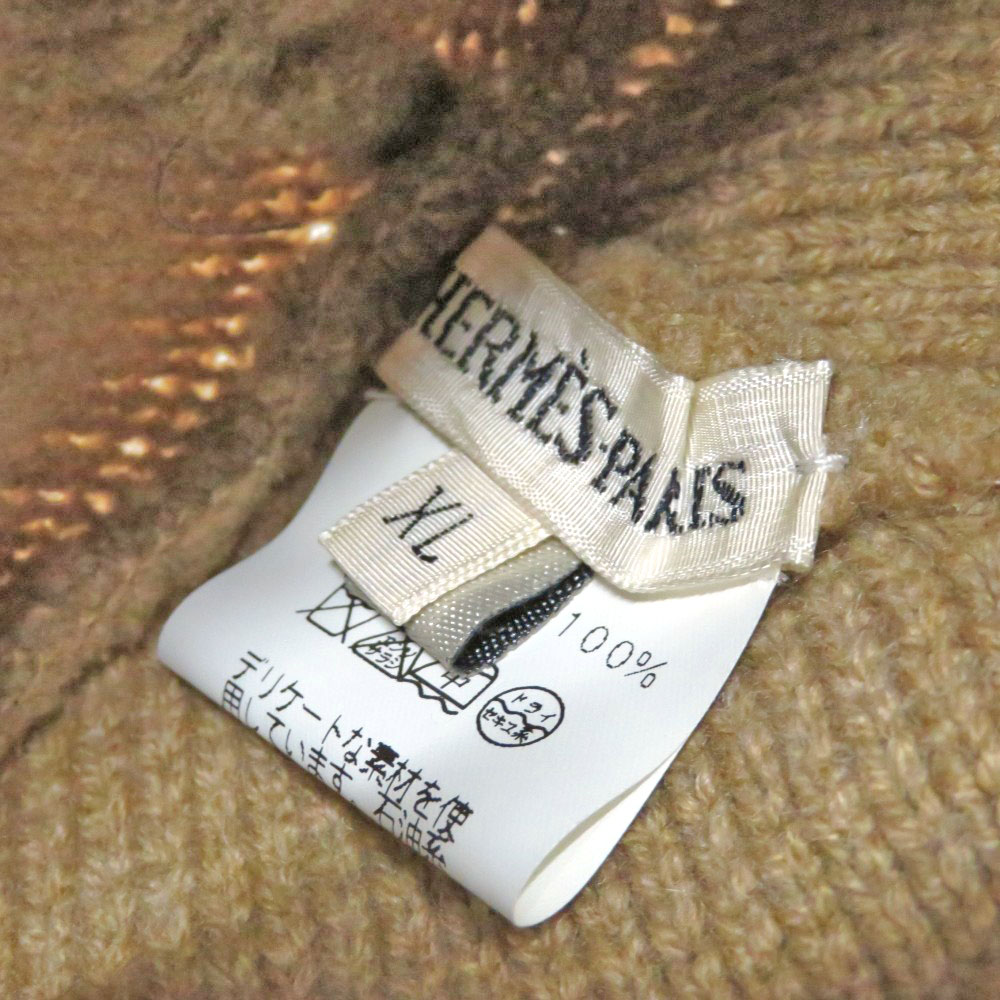 HERMÈS-PARIS
XL
100%
ドライ
セキユ系
デリケートな素材を使
用しています。石油系